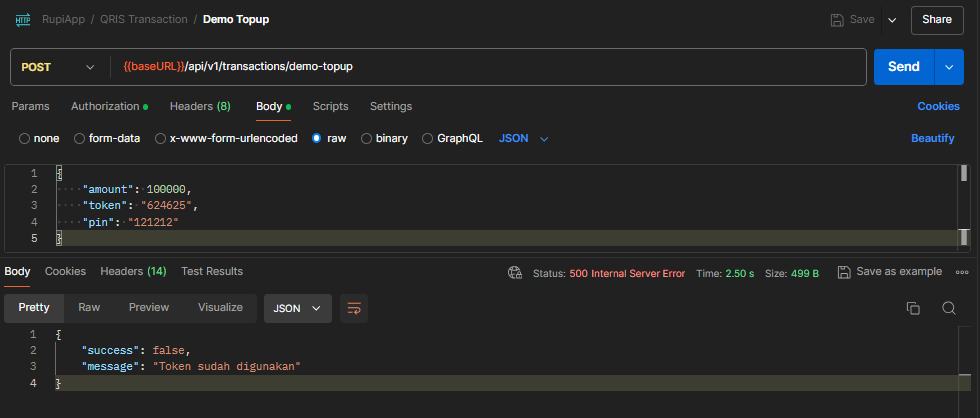 HTTP RupiApp / QRIS Transaction / Demo Topup Save Share
POST {{baseURL}}/api/v1/transactions/demo-topup Send
Params Authorization Headers (8) Body Scripts Settings Cookies
none form-data x-www-form-urlencoded raw binary GraphQL JSON Beautify
1 {
2 "amount": 100000,
3 "token": "624625",
4 "pin": "121212"
5 }
Body Cookies Headers (14) Test Results Status: 500 Internal Server Error Time: 2.50 s Size: 499 B Save as example
Pretty Raw Preview Visualize JSON
1 {
2 "success": false,
3 "message": "Token sudah digunakan"
4 }